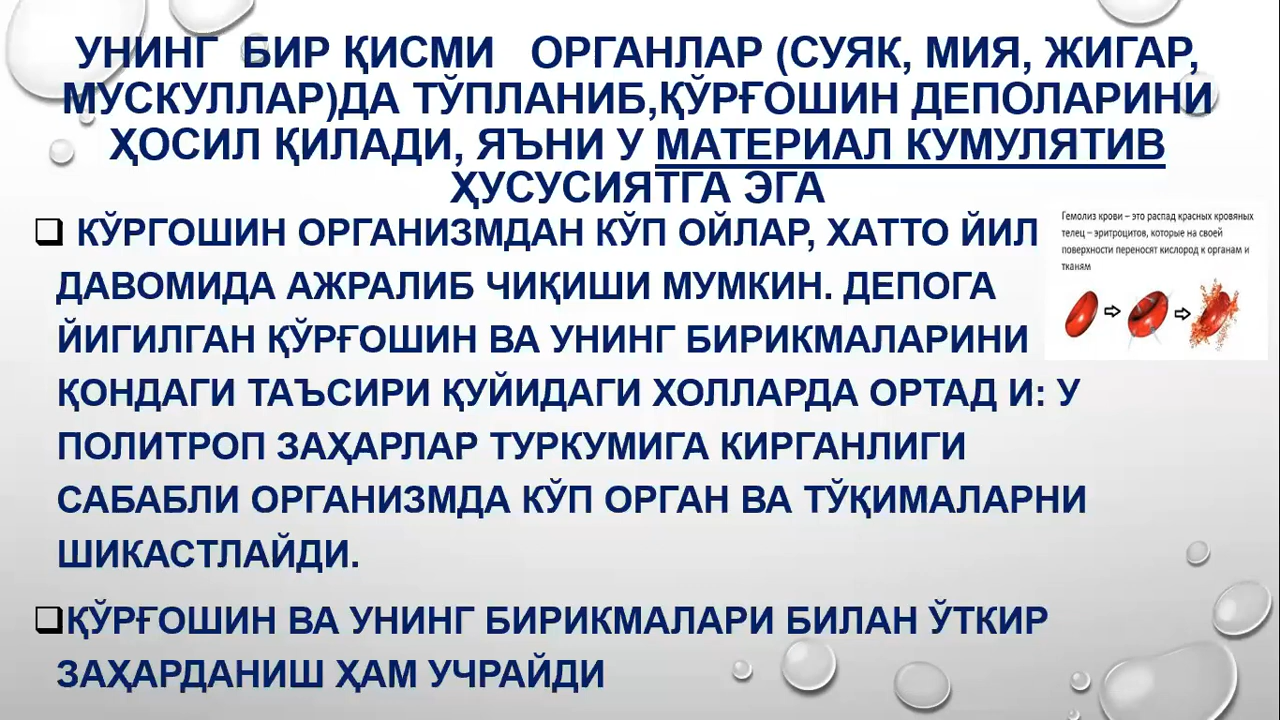 УНИНГ БИР ҚИСМИ ОРГАНЛАР (СУЯК, МИЯ, ЖИГАР,
МУСКУЛЛАР)ДА ТЎПЛАНИБ,ҚЎРҒОШИН ДЕПОЛАРИНИ
ҲОСИЛ ҚИЛАДИ, ЯЪНИ У МАТЕРИАЛ КУМУЛЯТИВ
ҲУСУСИЯТГА ЭГА
КЎРГОШИН ОРГАНИЗМДАН КЎП ОЙЛАР, ХАТТО ЙИЛ
ДАВОМИДА АЖРАЛИБ ЧИҚИШИ МУМКИН. ДЕПОГА
ЙИГИЛГАН ҚЎРҒОШИН ВА УНИНГ БИРИКМАЛАРИНИ
ҚОНДАГИ ТАЪСИРИ ҚУЙИДАГИ ХОЛЛАРДА ОРТАД И: У
ПОЛИТРОП ЗАҲАРЛАР ТУРКУМИГА КИРГАНЛИГИ
САБАБЛИ ОРГАНИЗМДА КЎП ОРГАН ВА ТЎҚИМАЛАРНИ
ШИКАСТЛАЙДИ.
ҚЎРҒОШИН ВА УНИНГ БИРИКМАЛАРИ БИЛАН ЎТКИР
ЗАҲАРДАНИШ ҲАМ УЧРАЙДИ
Гемолиз крови – это распад красных кровяных
телец – эритроцитов, которые на своей
поверхности переносят кислород к органам и
тканям